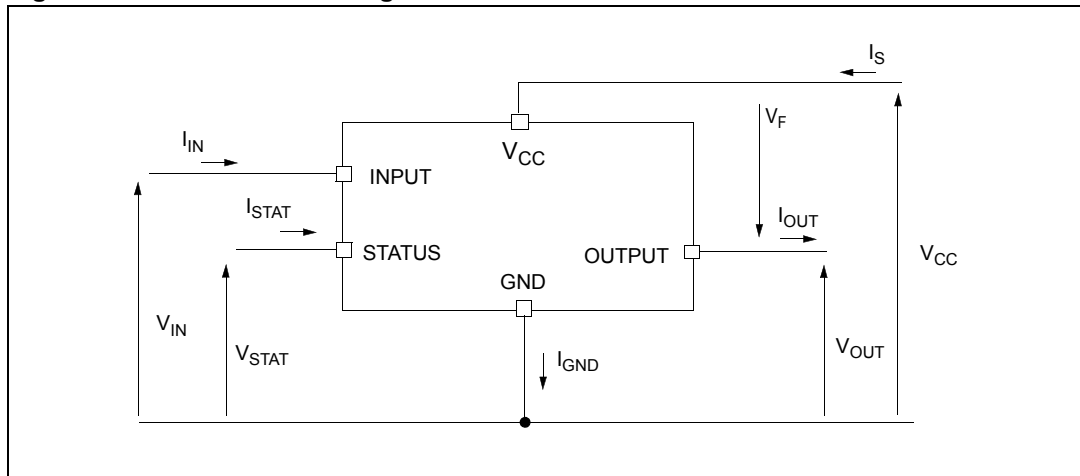 I_S
V_F
V_CC
I_IN
INPUT
I_STAT
I_OUT
STATUS
OUTPUT
V_CC
GND
V_IN
V_STAT
V_OUT
I_GND